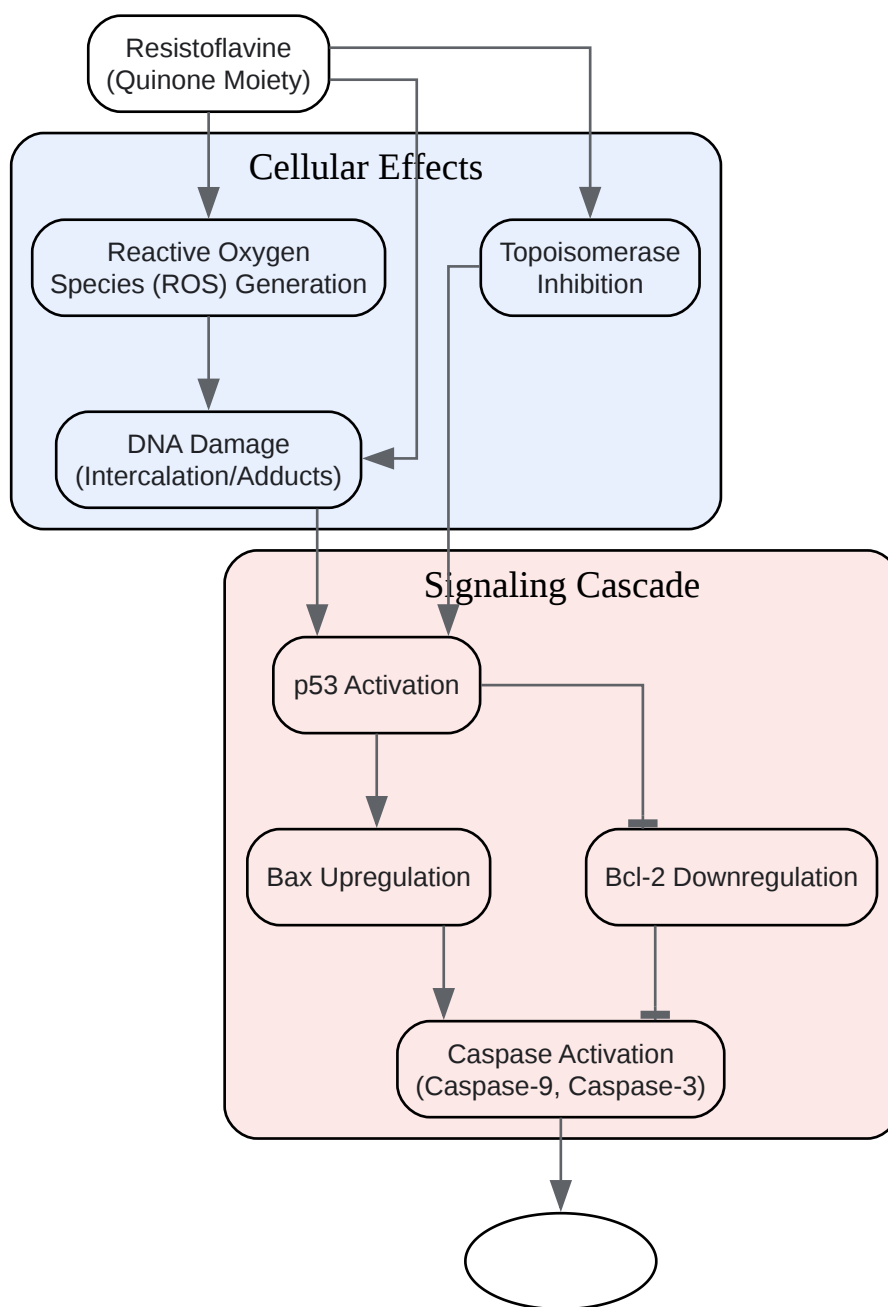 Resistoflavine
(Quinone Moiety)
Cellular Effects
Reactive Oxygen
Species (ROS) Generation
Topoisomerase
Inhibition
DNA Damage
(Intercalation/Adducts)
Signaling Cascade
p53 Activation
Bax Upregulation
Bcl-2 Downregulation
Caspase Activation
(Caspase-9, Caspase-3)